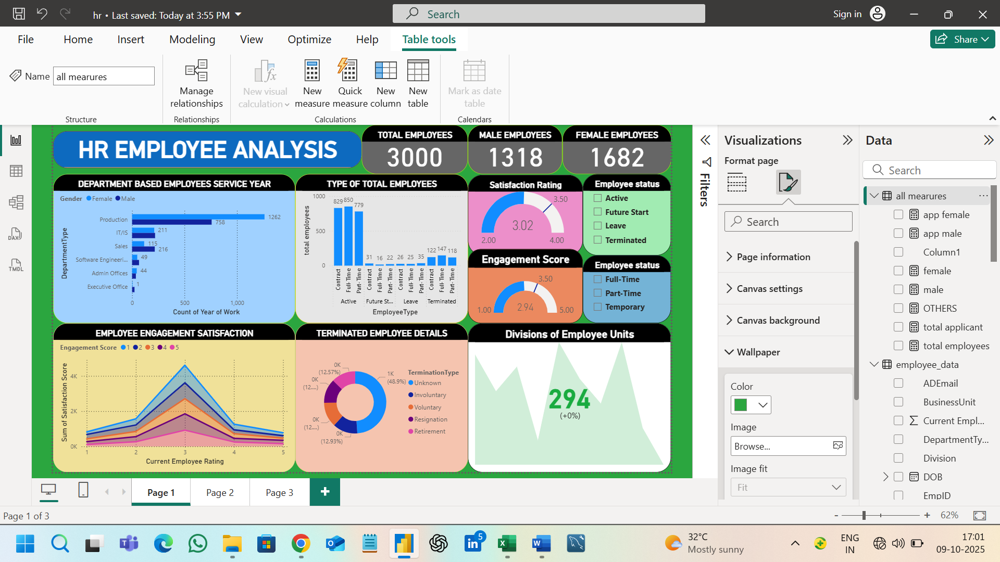 hr • Last saved: Today at 3:55 PM
Search
Sign in
File
Home
Insert
Modeling
View
Optimize
Help
Table tools
Share
Name
all mearures
Manage relationships
New visual calculation
New measure
Quick measure
New column
New table
Mark as date table
Structure
Relationships
Calculations
Calendars
HR EMPLOYEE ANALYSIS
TOTAL EMPLOYEES
3000
MALE EMPLOYEES
1318
FEMALE EMPLOYEES
1682
DEPARTMENT BASED EMPLOYEES SERVICE YEAR
Gender Female Male
DepartmentType
Production 1262
758
IT/IS 211
Sales 115
216
Software Engineeri... 49
Admin Offices 44
Executive Office 1
0 500 1,000
Count of Year of Work
TYPE OF TOTAL EMPLOYEES
total employees
1000
500
0
829 850 779 31 16 22 26 25 35 122 147 118
Contract Full-Time Part-Time Contract Full-Time Part-Time Contract Full-Time Part-Time Contract Full-Time Part-Time
Active Future St... Leave Terminated
EmployeeType
Satisfaction Rating
3.50
3.02
2.00 4.00
Employee status
Active
Future Start
Leave
Terminated
Engagement Score
3.50
2.94
1.00 5.00
Employee status
Full-Time
Part-Time
Temporary
EMPLOYEE ENGAGEMENT SATISFACTION
Engagement Score 1 2 3 4 5
Sum of Satisfaction Score
4K
2K
0K
1 2 3 4 5
Current Employee Rating
TERMINATED EMPLOYEE DETAILS
0K
(12.57%)
0K
(12....)
0K
(12....)
0K
(12.93%)
1K
(48.9%)
TerminationType
Unknown
Involuntary
Voluntary
Resignation
Retirement
Divisions of Employee Units
294
(+0%)
Filters
Visualizations
Format page
Search
Page information
Canvas settings
Canvas background
Wallpaper
Color
Image
Browse...
Image fit
Fit
Data
Search
all mearures
app female
app male
Column1
female
male
OTHERS
total applicant
total employees
employee_data
ADEmail
BusinessUnit
Current Empl...
DepartmentTy...
Division
DOB
EmpID
DAX
TMDL
Page 1
Page 2
Page 3
Page 1 of 3
- + 62%
5
32°C
Mostly sunny
ENG
IN
17:01
09-10-2025